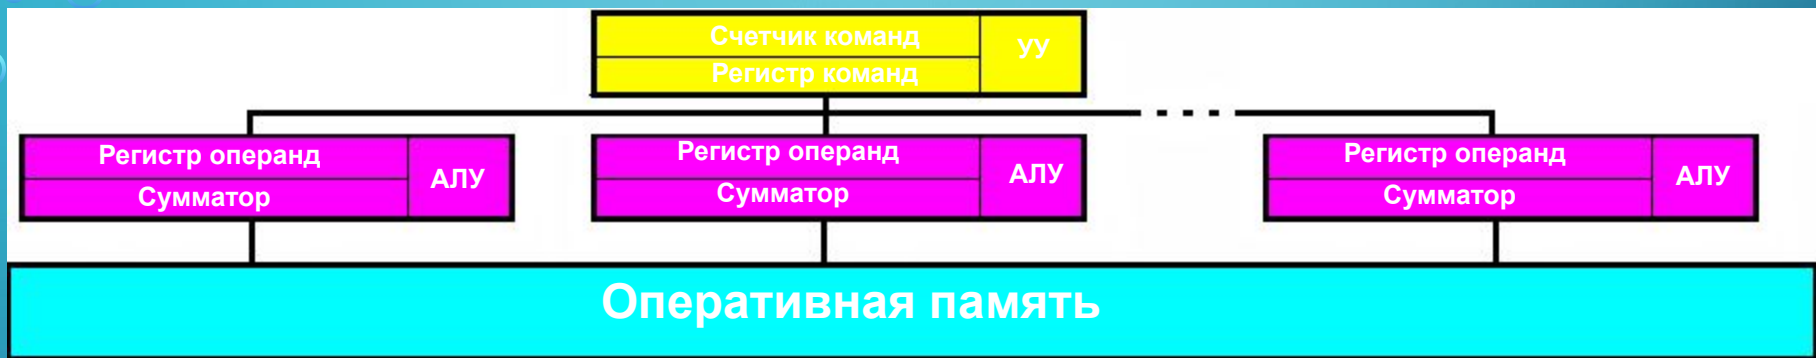 Счетчик команд
УУ
Регистр команд
Регистр операнд
АЛУ
Сумматор
Регистр операнд
АЛУ
Сумматор
Регистр операнд
АЛУ
Сумматор
Оперативная память